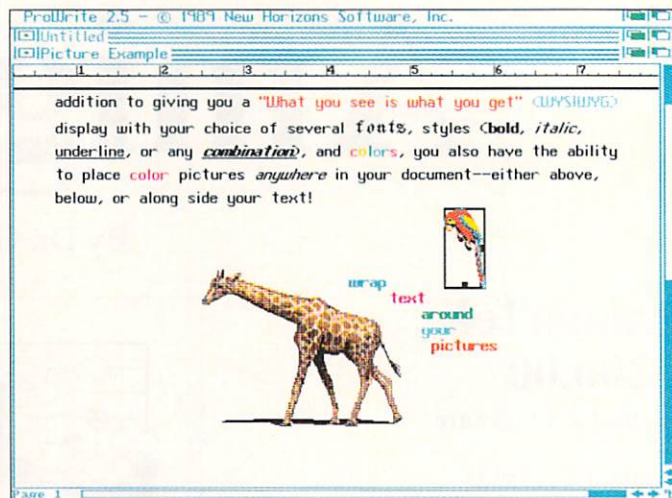 ProWrite 2.5 - © 1989 New Horizons Software, Inc.
Untitled
Picture Example
1 2 3 4 5 6 7
addition to giving you a "What you see is what you get" (WYSIWYG)
display with your choice of several fonts, styles (bold, italic,
underline, or any combination), and colors, you also have the ability
to place color pictures anywhere in your document--either above,
below, or along side your text!
wrap
text
around
your
pictures
Page 1